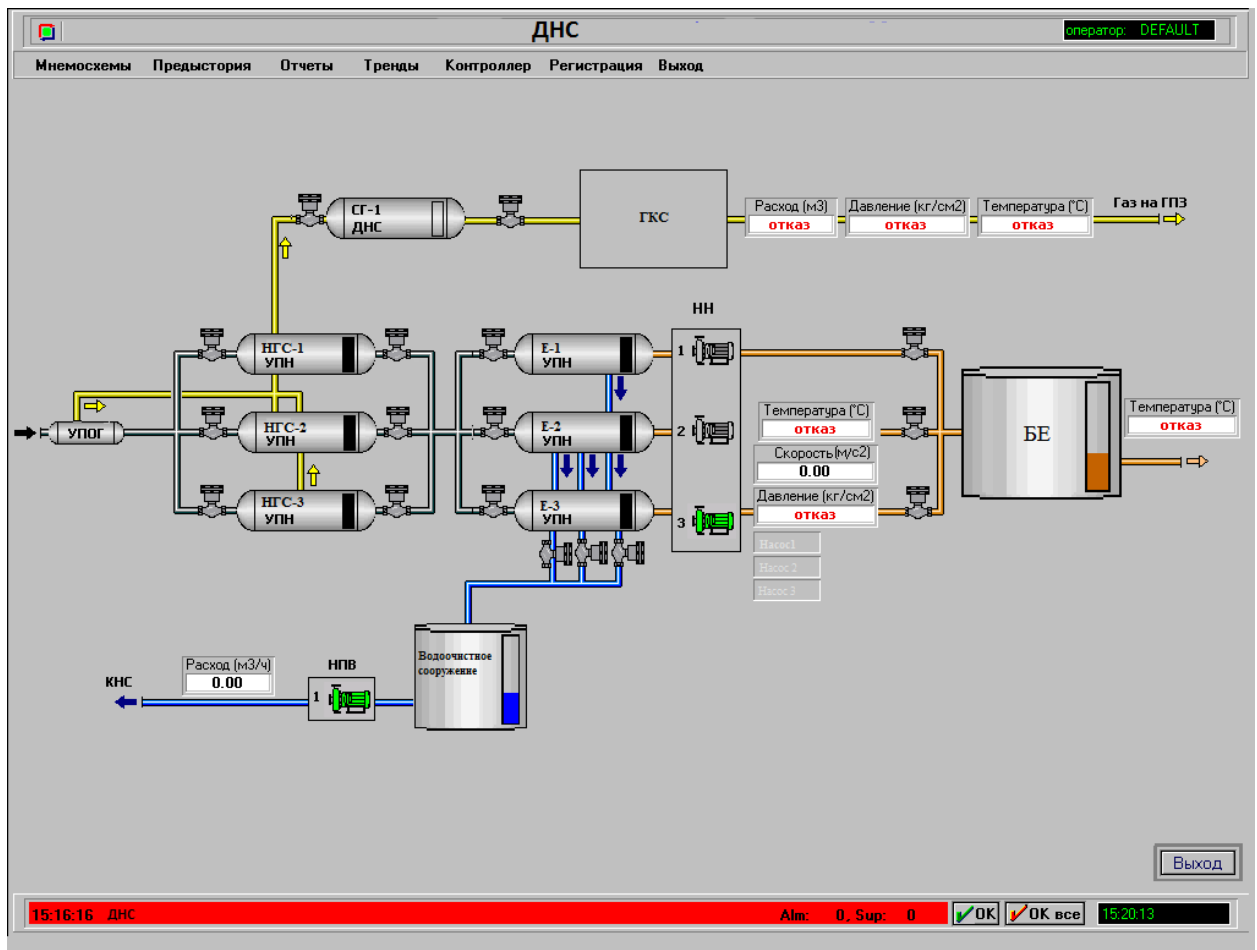 ДНС
оператор: DEFAULT
Мнемосхемы Предыстория Отчеты Тренды Контроллер Регистрация Выход
СГ-1
ДНС
ГКС
Расход (м3)
отказ
Давление (кг/см2)
отказ
Температура (°C)
отказ
Газ на ГПЗ
НН
НГС-1
УПН
Е-1
УПН
1
УПОГ
НГС-2
УПН
Е-2
УПН
2
Температура (°C)
отказ
Скорость(м/с2)
0.00
БЕ
Температура (°C)
отказ
НГС-3
УПН
Е-3
УПН
3
Давление (кг/см2)
отказ
Насос1
Насос 2
Насос 3
Водоочистное
сооружение
КНС
Расход (м3/ч)
0.00
НПВ
1
Выход
15:16:16 ДНС
Alm: 0, Sup: 0
OK
OK все
15:20:13